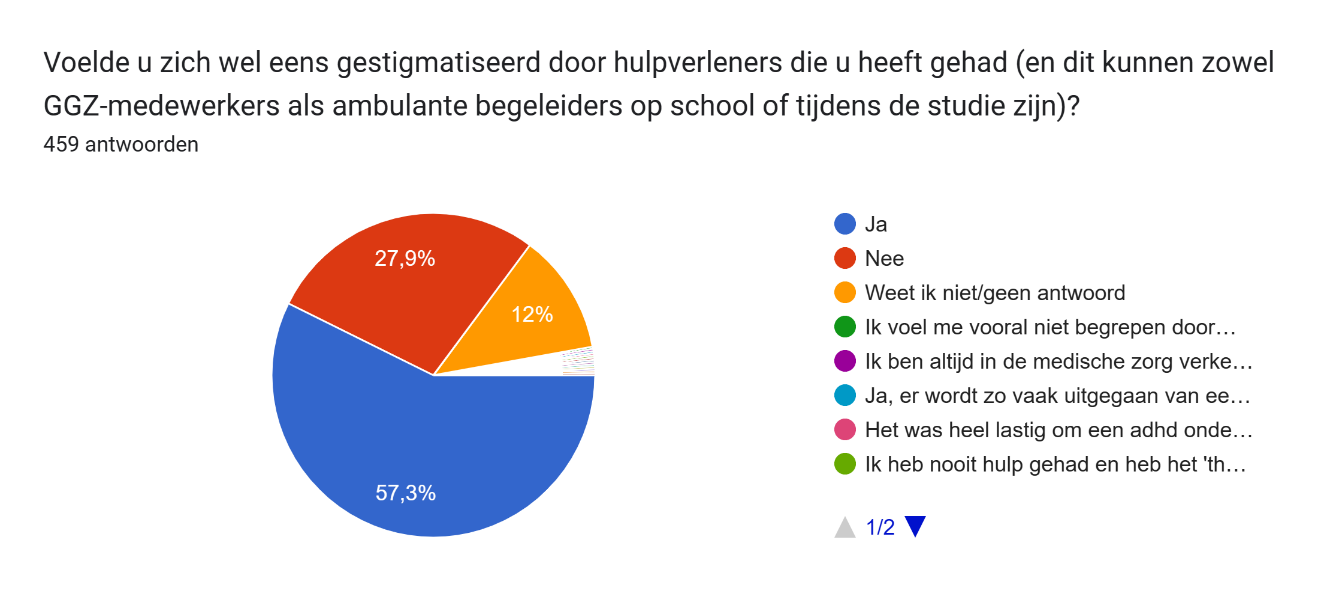 Voelde u zich wel eens gestigmatiseerd door hulpverleners die u heeft gehad (en dit kunnen zowel
GGZ-medewerkers als ambulante begeleiders op school of tijdens de studie zijn)?
459 antwoorden
27,9%
12%
57,3%
Ja
Nee
Weet ik niet/geen antwoord
Ik voel me vooral niet begrepen door…
Ik ben altijd in de medische zorg verke…
Ja, er wordt zo vaak uitgegaan van ee…
Het was heel lastig om een adhd onde…
Ik heb nooit hulp gehad en heb het 'th…
1/2